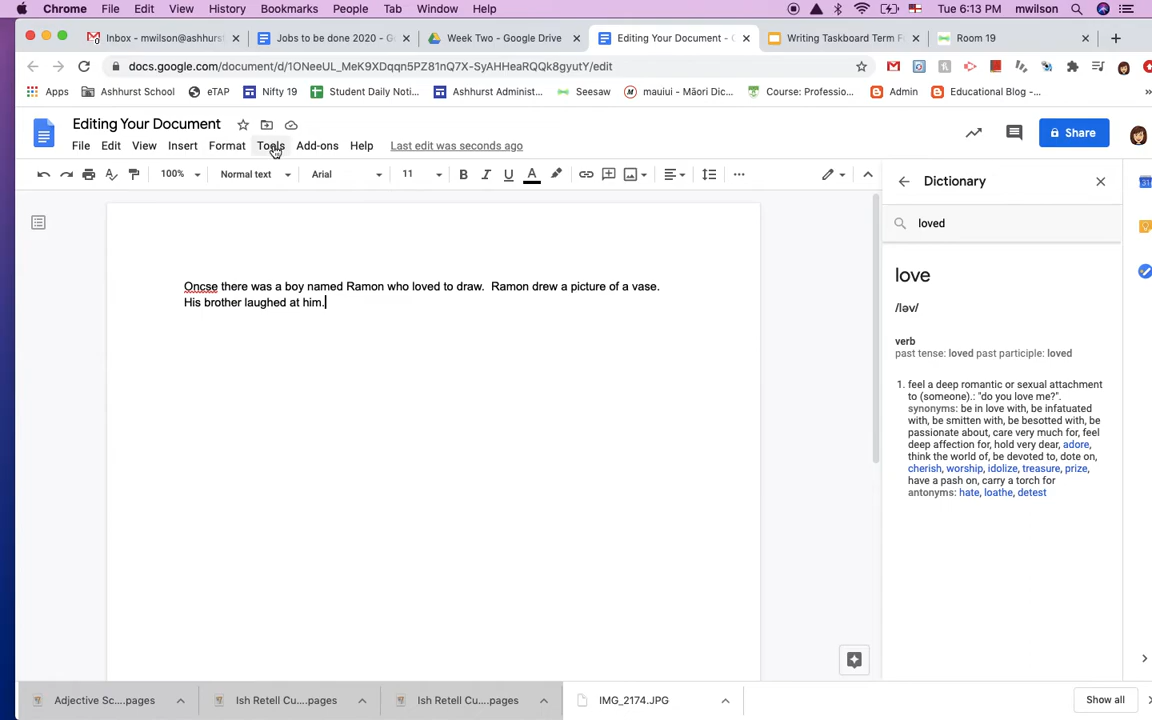 Chrome File Edit View History Bookmarks People Tab Window Help Tue 6:13 PM mwilson
Inbox - mwilson@ashhurs Jobs to be done 2020 - G Week Two - Google Drive Editing Your Document - Writing Taskboard Term F Room 19
docs.google.com/document/d/1ONeeUL_MeK9XDqqn5PZ81nQ7X-SyAHHeaRQQk8gyutY/edit
Apps Ashhurst School eTAP Nifty 19 Student Daily Noti... Ashhurst Administ... Seesaw mauiui - Māori Dic... Course: Professio... Admin Educational Blog -... »
Editing Your Document
File Edit View Insert Format Tools Add-ons Help Last edit was seconds ago
Share
100% Normal text Arial 11 B I U A
Dictionary
loved
Oncse there was a boy named Ramon who loved to draw.  Ramon drew a picture of a vase.
His brother laughed at him.
love
/ləv/
verb
past tense: loved past participle: loved
1. feel a deep romantic or sexual attachment
to (someone).: "do you love me?".
synonyms: be in love with, be infatuated
with, be smitten with, be besotted with, be
passionate about, care very much for, feel
deep affection for, hold very dear, adore,
think the world of, be devoted to, dote on,
cherish, worship, idolize, treasure, prize,
have a pash on, carry a torch for
antonyms: hate, loathe, detest
Adjective Sc....pages Ish Retell Cu....pages Ish Retell Cu....pages IMG_2174.JPG Show all